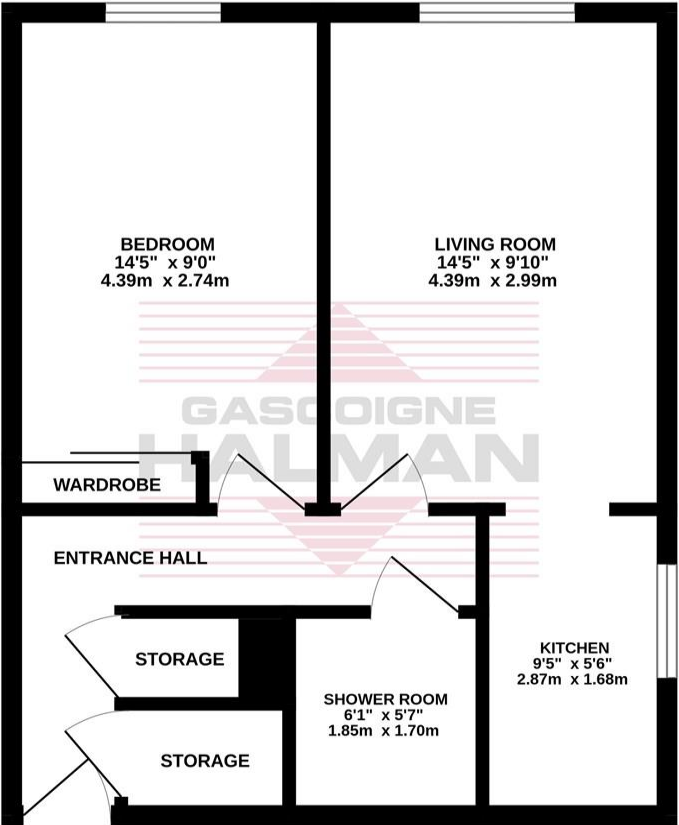 BEDROOM
14'5" x 9'0"
4.39m x 2.74m
LIVING ROOM
14'5" x 9'10"
4.39m x 2.99m
GASCOIGNE
HALMAN
WARDROBE
ENTRANCE HALL
STORAGE
KITCHEN
9'5" x 5'6"
2.87m x 1.68m
SHOWER ROOM
6'1" x 5'7"
1.85m x 1.70m
STORAGE